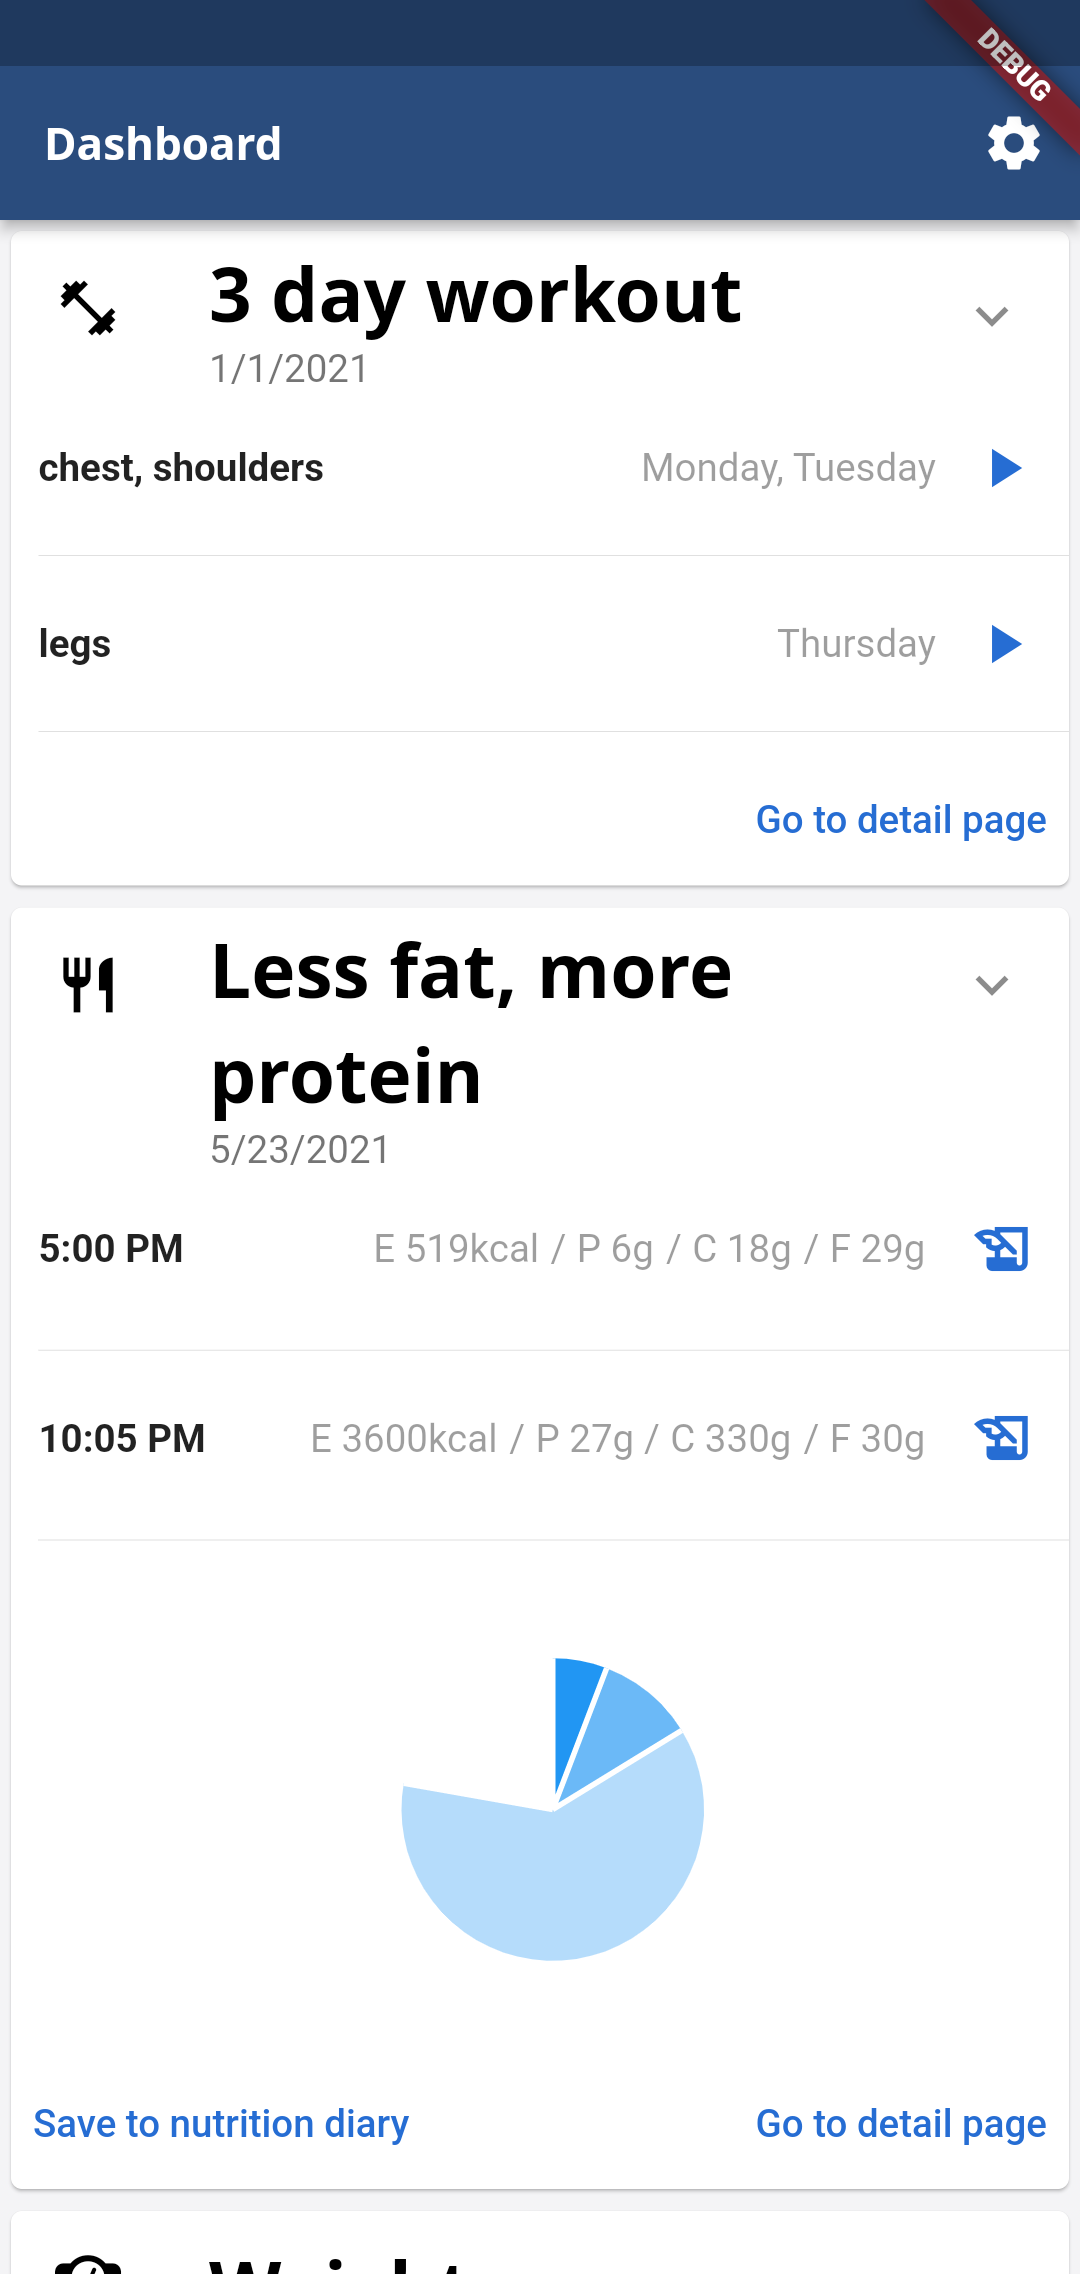 DEBUG
Dashboard
3 day workout
1/1/2021
chest, shoulders Monday, Tuesday
legs Thursday
Go to detail page
Less fat, more
protein
5/23/2021
5:00 PM E 519kcal / P 6g / C 18g / F 29g
10:05 PM E 3600kcal / P 27g / C 330g / F 30g
Save to nutrition diary Go to detail page
Weight